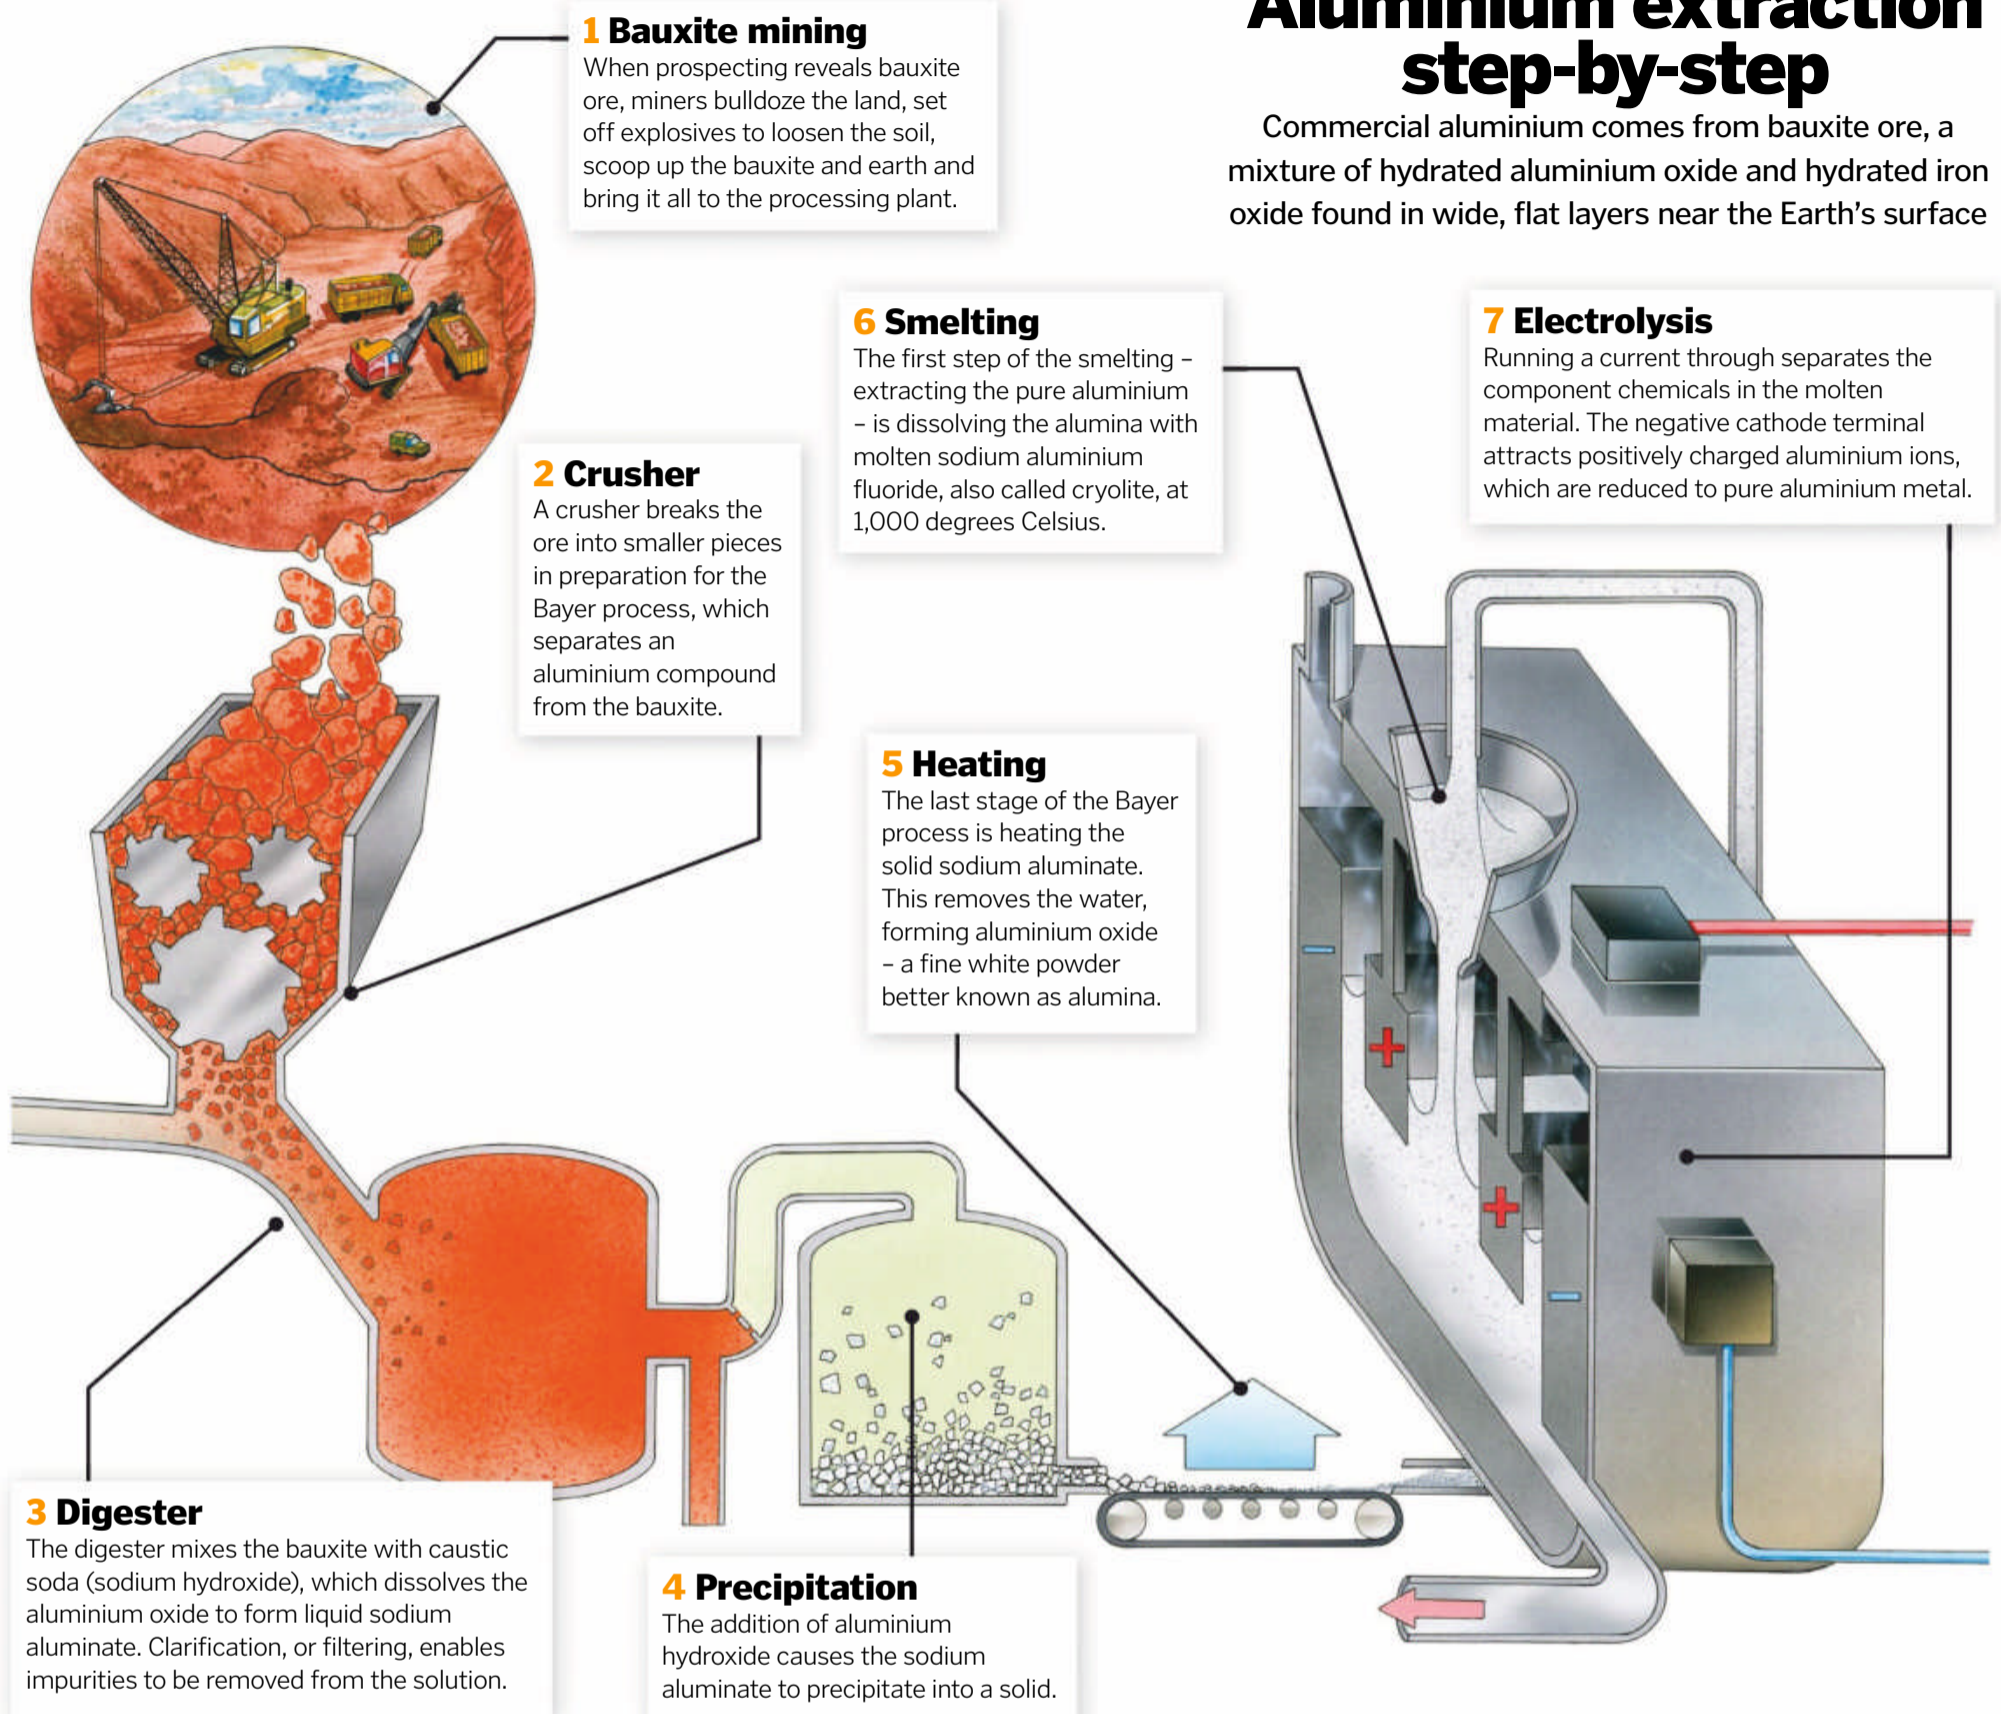 Aluminium extraction
step-by-step
Commercial aluminium comes from bauxite ore, a
mixture of hydrated aluminium oxide and hydrated iron
oxide found in wide, flat layers near the Earth's surface
1 Bauxite mining
When prospecting reveals bauxite
ore, miners bulldoze the land, set
off explosives to loosen the soil,
scoop up the bauxite and earth and
bring it all to the processing plant.
2 Crusher
A crusher breaks the
ore into smaller pieces
in preparation for the
Bayer process, which
separates an
aluminium compound
from the bauxite.
3 Digester
The digester mixes the bauxite with caustic
soda (sodium hydroxide), which dissolves the
aluminium oxide to form liquid sodium
aluminate. Clarification, or filtering, enables
impurities to be removed from the solution.
4 Precipitation
The addition of aluminium
hydroxide causes the sodium
aluminate to precipitate into a solid.
5 Heating
The last stage of the Bayer
process is heating the
solid sodium aluminate.
This removes the water,
forming aluminium oxide
– a fine white powder
better known as alumina.
6 Smelting
The first step of the smelting –
extracting the pure aluminium
– is dissolving the alumina with
molten sodium aluminium
fluoride, also called cryolite, at
1,000 degrees Celsius.
7 Electrolysis
Running a current through separates the
component chemicals in the molten
material. The negative cathode terminal
attracts positively charged aluminium ions,
which are reduced to pure aluminium metal.
–
+
+
–